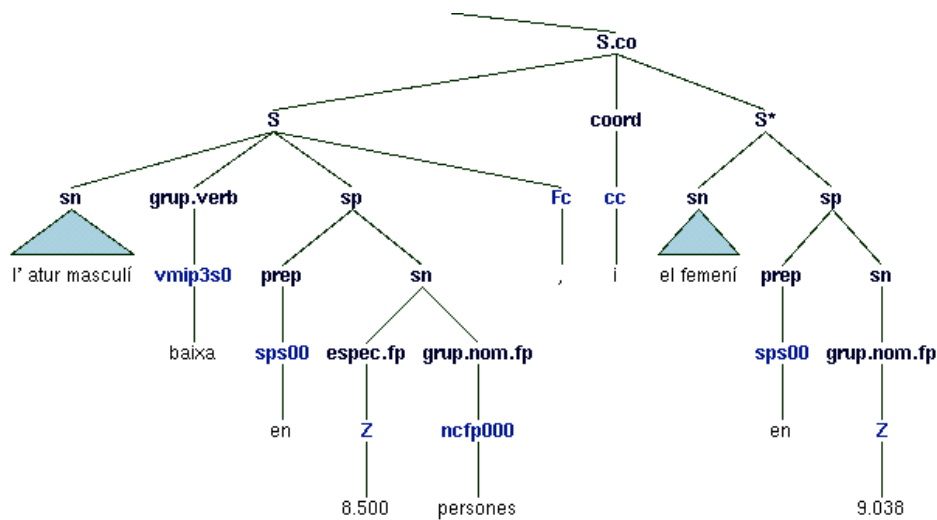 S.co
S coord S*
sn grup.verb sp Fc cc sn sp
l' atur masculí vmip3s0 prep sn , i el femení prep sn
baixa sps00 espec.fp grup.nom.fp sps00 grup.nom.fp
en Z ncfp000 en Z
8.500 persones 9.038